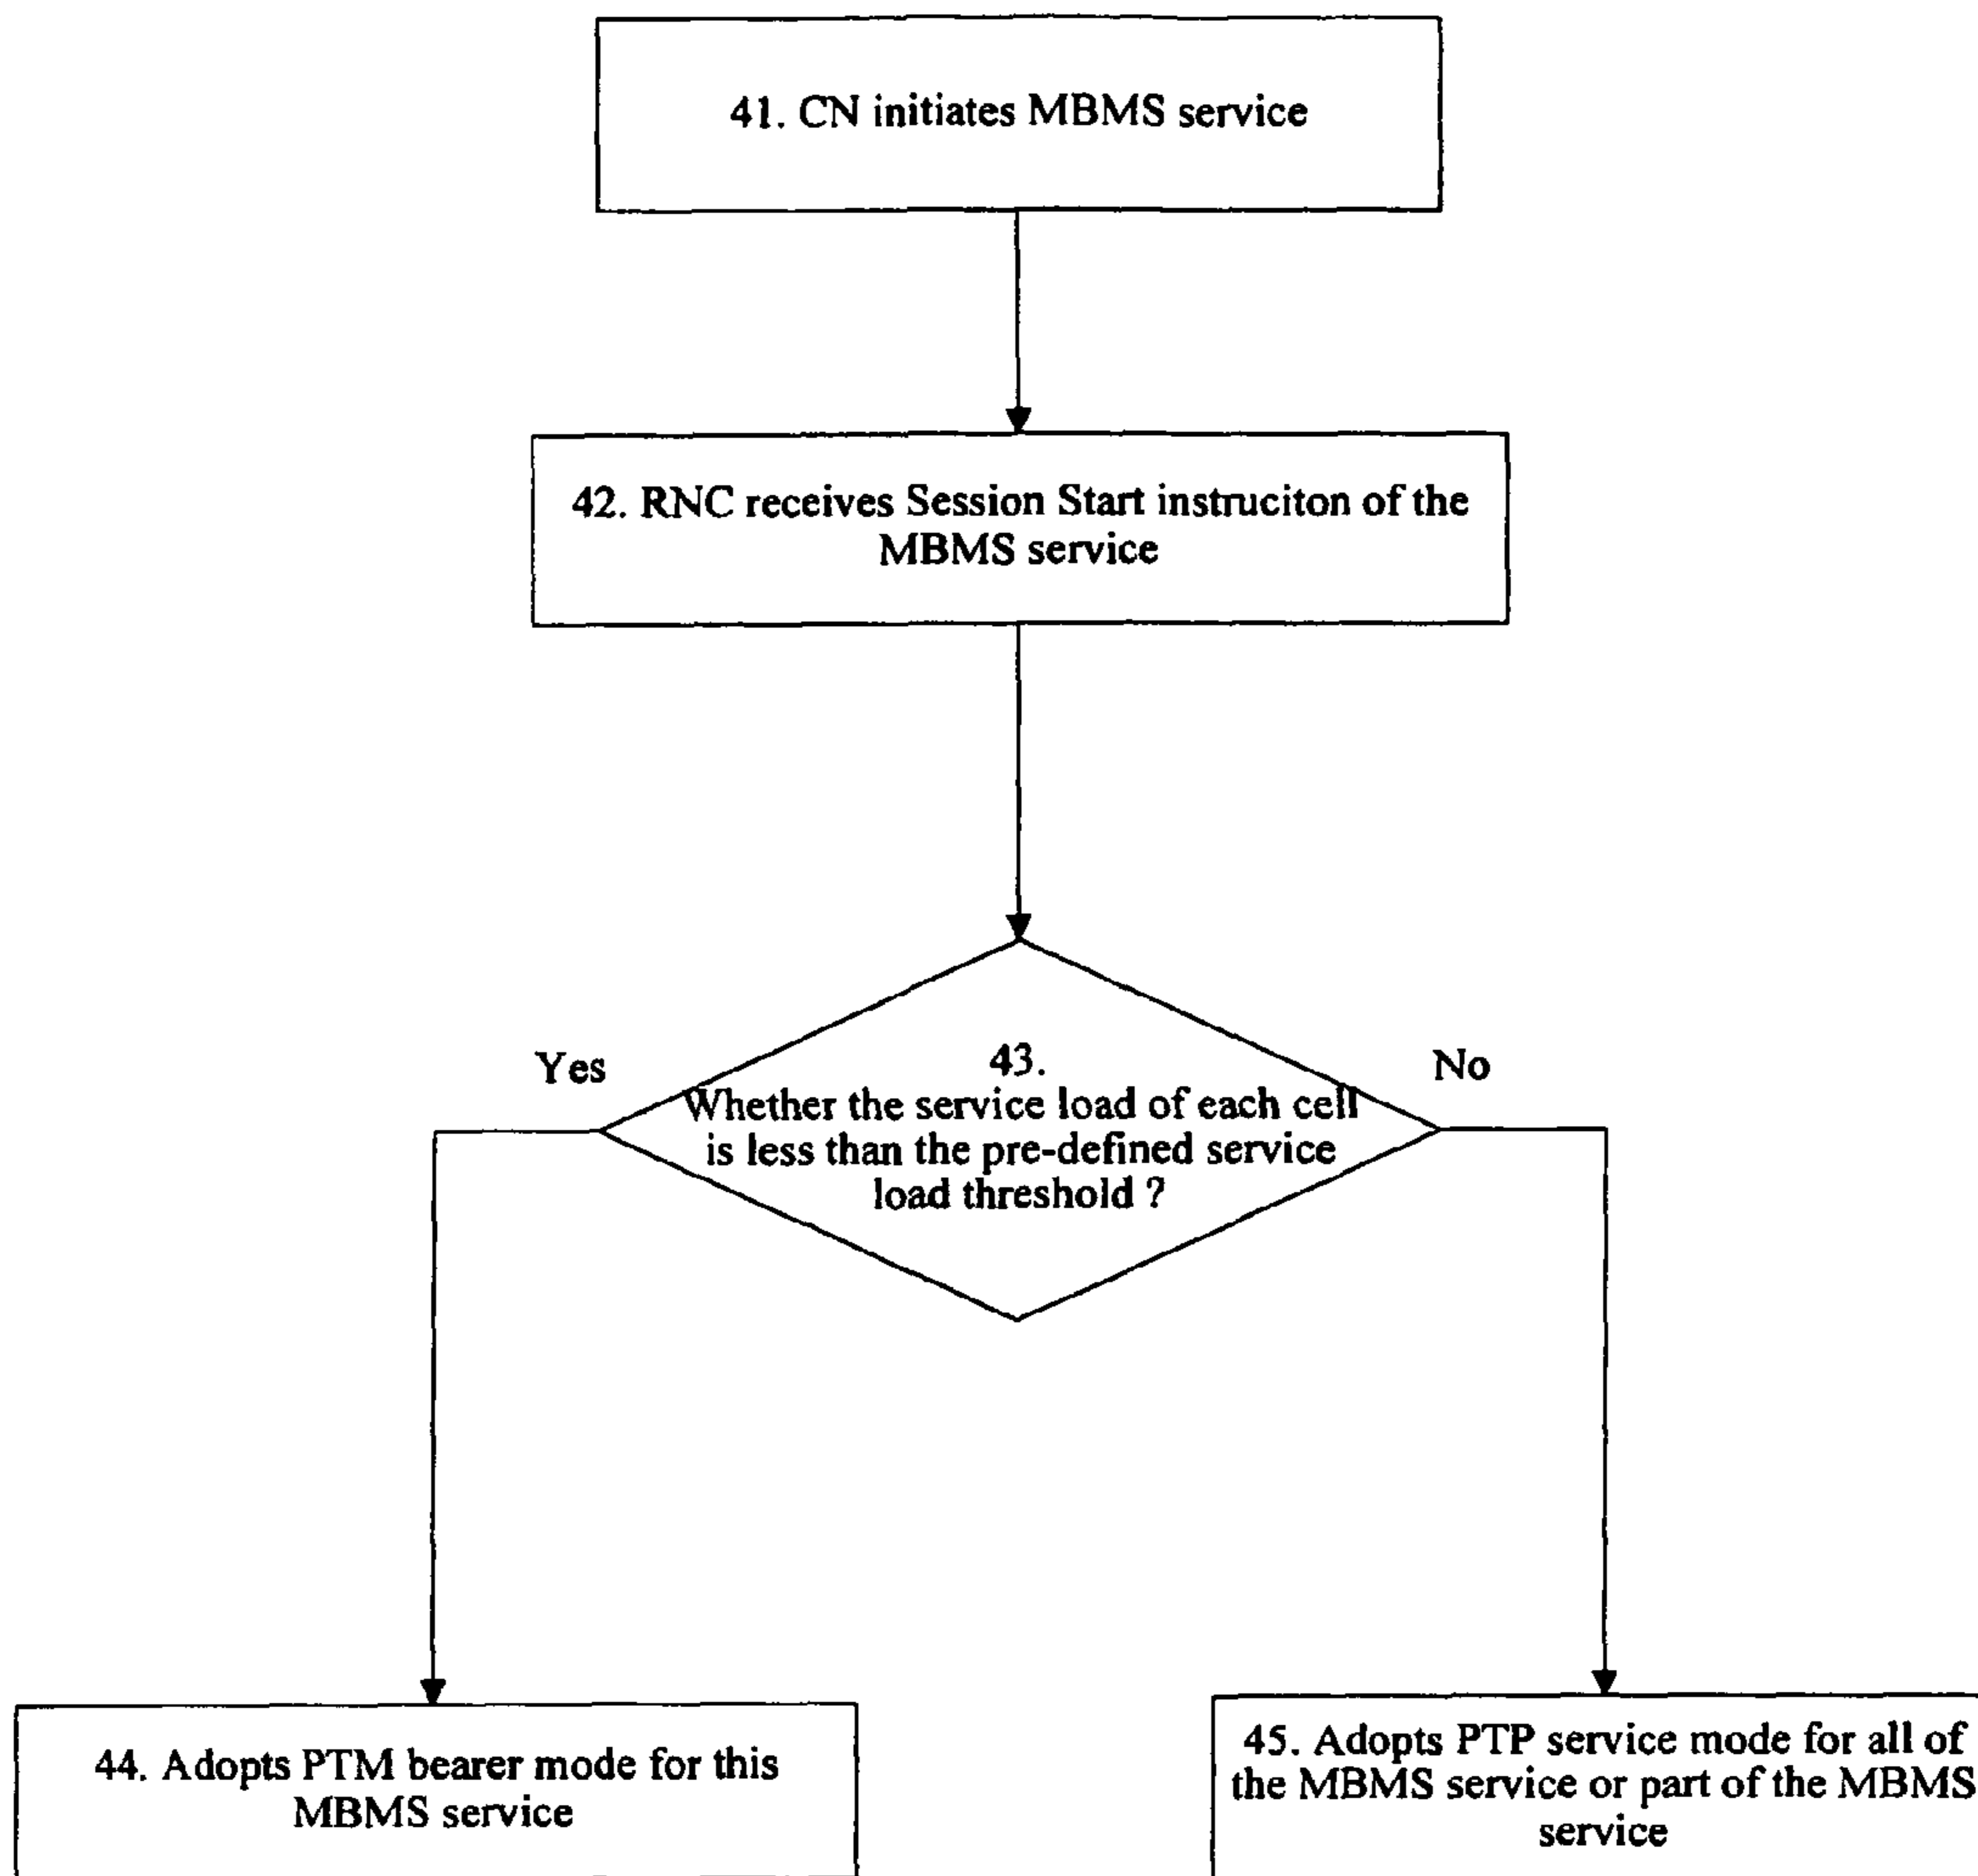 41. CN initiates MBMS service
42. RNC receives Session Start instruciton of the
MBMS service
Yes
43.
No
Whether the service load of each cell
is less than the pre-defined service
load threshold ?
44. Adopts PTM bearer mode for this
MBMS service
45. Adopts PTP service mode for all of
the MBMS service or part of the MBMS
service